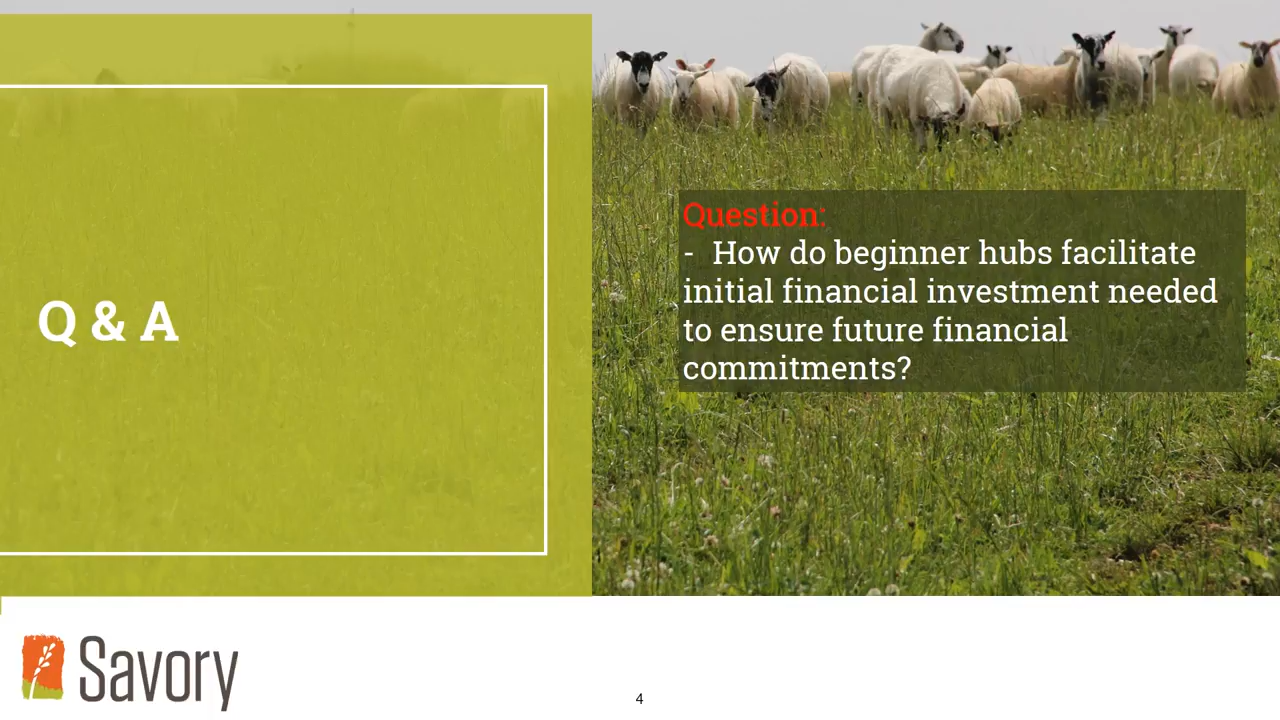 Q & A
Question:
- How do beginner hubs facilitate
initial financial investment needed
to ensure future financial
commitments?
Savory
4